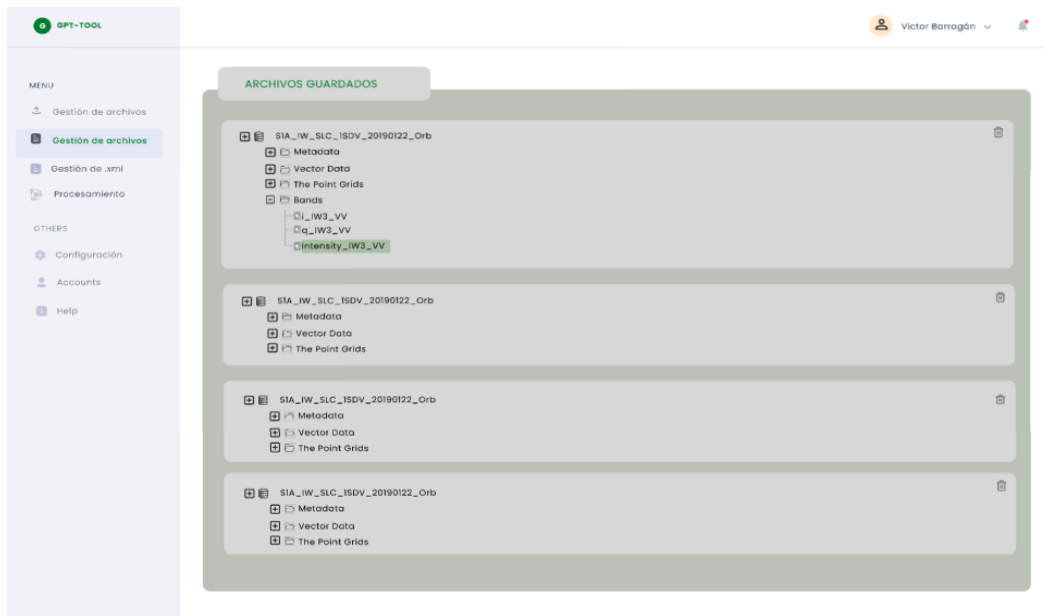 G GPT-TOOL
Victor Barragán
MENU
Gestión de archivos
Gestión de archivos
Gestión de .xml
Procesamiento
OTHERS
Configuración
Accounts
Help
ARCHIVOS GUARDADOS
S1A_IW_SLC_1SDV_20190122_Orb
Metadata
Vector Data
The Point Grids
Bands
i_IW3_VV
q_IW3_VV
Intensity_IW3_VV
S1A_IW_SLC_1SDV_20190122_Orb
Metadata
Vector Data
The Point Grids
S1A_IW_SLC_1SDV_20190122_Orb
Metadata
Vector Data
The Point Grids
S1A_IW_SLC_1SDV_20190122_Orb
Metadata
Vector Data
The Point Grids